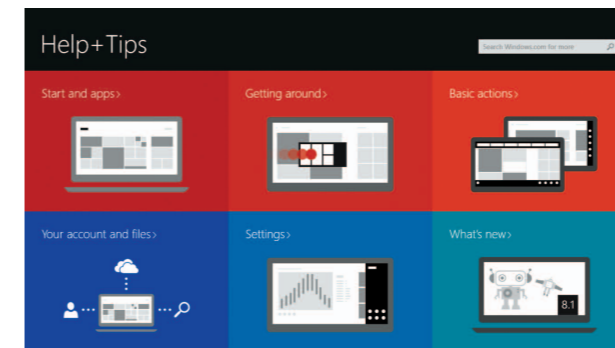 Help+Tips
Search Windows.com for more
Start and apps>
Getting around>
Basic actions>
Your account and files>
Settings>
What's new>
8.1